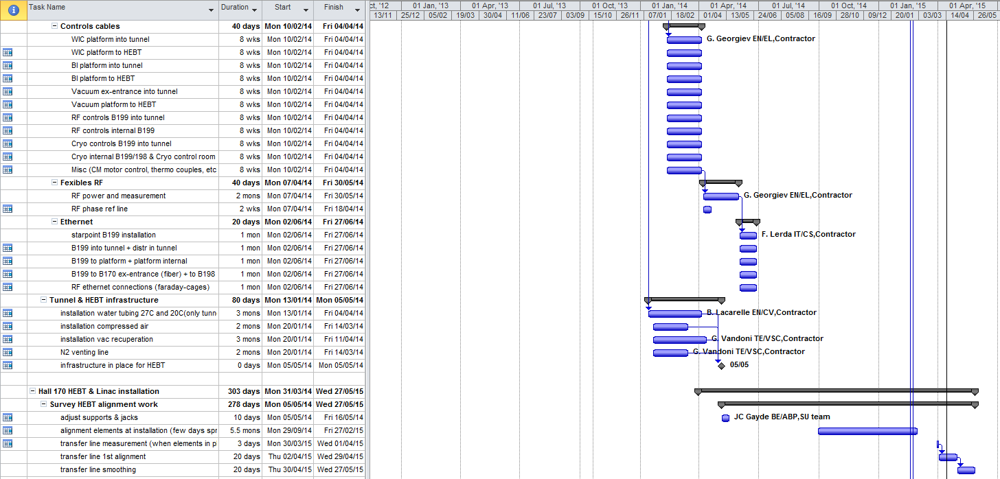 Task Name Duration Start Finish ct, '12 01 Jan, '13 01 Apr, '13 01 Jul, '13 01 Oct, '13 01 Jan, '14 01 Apr, '14 01 Jul, '14 01 Oct, '14 01 Jan, '15 01 Apr, '15
13/11 25/12 05/02 19/03 30/04 11/06 23/07 03/09 15/10 26/11 07/01 18/02 01/04 13/05 24/06 05/08 16/09 28/10 09/12 20/01 03/03 14/04 26/05
Controls cables 40 days Mon 10/02/14 Fri 04/04/14
WIC platform into tunnel 8 wks Mon 10/02/14 Fri 04/04/14 G. Georgiev EN/EL,Contractor
WIC platform to HEBT 8 wks Mon 10/02/14 Fri 04/04/14
BI platform into tunnel 8 wks Mon 10/02/14 Fri 04/04/14
BI platform to HEBT 8 wks Mon 10/02/14 Fri 04/04/14
Vacuum ex-entrance into tunnel 8 wks Mon 10/02/14 Fri 04/04/14
Vacuum platform to HEBT 8 wks Mon 10/02/14 Fri 04/04/14
RF controls B199 into tunnel 8 wks Mon 10/02/14 Fri 04/04/14
RF controls internal B199 8 wks Mon 10/02/14 Fri 04/04/14
Cryo controls B199 into tunnel 8 wks Mon 10/02/14 Fri 04/04/14
Cryo internal B199/198 & Cryo control room 8 wks Mon 10/02/14 Fri 04/04/14
Misc (CM motor control, thermo couples, etc 8 wks Mon 10/02/14 Fri 04/04/14
Fexibles RF 40 days Mon 07/04/14 Fri 30/05/14
RF power and measurement 2 mons Mon 07/04/14 Fri 30/05/14 G. Georgiev EN/EL,Contractor
RF phase ref line 2 wks Mon 07/04/14 Fri 18/04/14
Ethernet 20 days Mon 02/06/14 Fri 27/06/14
starpoint B199 installation 1 mon Mon 02/06/14 Fri 27/06/14 F. Lerda IT/CS,Contractor
B199 into tunnel + distr in tunnel 1 mon Mon 02/06/14 Fri 27/06/14
B199 to platform + platform internal 1 mon Mon 02/06/14 Fri 27/06/14
B199 to B170 ex-entrance (fiber) + to B198 1 mon Mon 02/06/14 Fri 27/06/14
RF ethernet connections (faraday-cages) 1 mon Mon 02/06/14 Fri 27/06/14
Tunnel & HEBT infrastructure 80 days Mon 13/01/14 Mon 05/05/14
installation water tubing 27C and 20C(only tunn 3 mons Mon 13/01/14 Fri 04/04/14 B. Lacarelle EN/CV,Contractor
installation compressed air 2 mons Mon 20/01/14 Fri 14/03/14
installation vac recuperation 3 mons Mon 20/01/14 Fri 11/04/14 G. Vandoni TE/VSC,Contractor
N2 venting line 2 mons Mon 20/01/14 Fri 14/03/14 G. Vandoni TE/VSC,Contractor
infrastructure in place for HEBT 0 days Mon 05/05/14 Mon 05/05/14 05/05
Hall 170 HEBT & Linac installation 303 days Mon 31/03/14 Wed 27/05/15
Survey HEBT alignment work 278 days Mon 05/05/14 Wed 27/05/15
adjust supports & jacks 10 days Mon 05/05/14 Fri 16/05/14 JC Gayde BE/ABP,SU team
alignment elements at installation (few days spr 5.5 mons Mon 29/09/14 Fri 27/02/15
transfer line measurement (when elements in p 3 days Mon 30/03/15 Wed 01/04/15
transfer line 1st alignment 20 days Thu 02/04/15 Wed 29/04/15
transfer line smoothing 20 days Thu 30/04/15 Wed 27/05/15